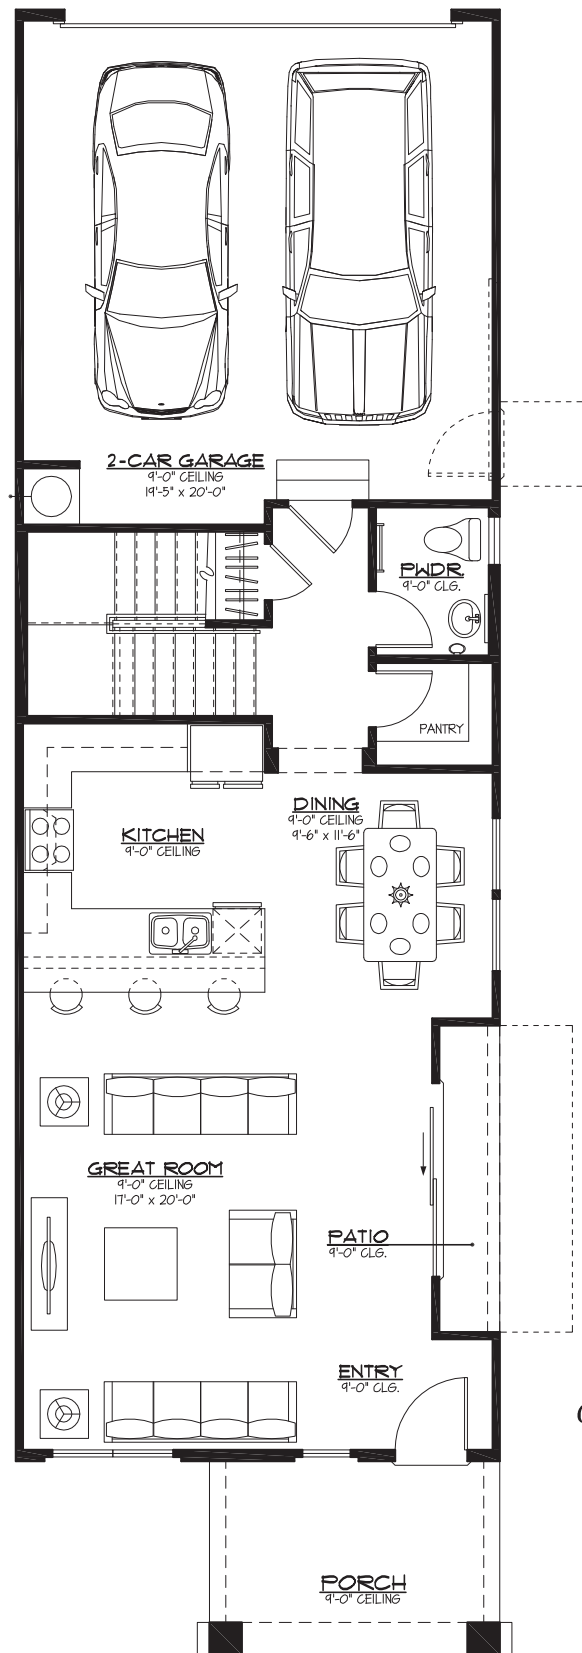 2-CAR GARAGE
9'-0" CEILING
19'-5" x 20'-0"
PWDR.
9'-0" CLG.
PANTRY
DINING
9'-0" CEILING
9'-6" x 11'-6"
KITCHEN
9'-0" CEILING
GREAT ROOM
9'-0" CEILING
17'-0" x 20'-0"
PATIO
9'-0" CLG.
ENTRY
9'-0" CLG.
PORCH
9'-0" CEILING